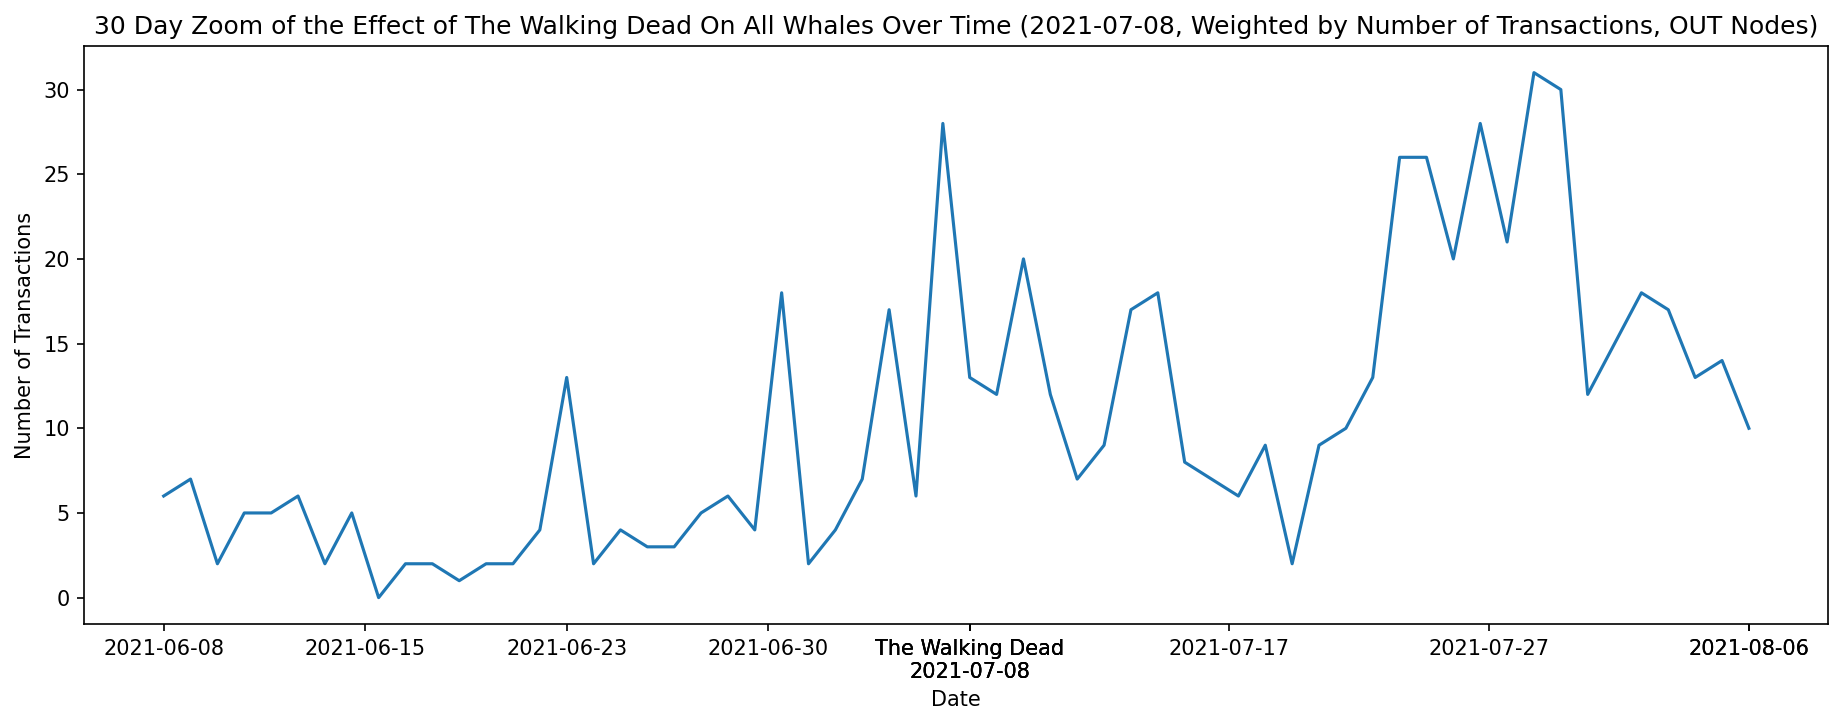 30 Day Zoom of the Effect of The Walking Dead On All Whales Over Time (2021-07-08, Weighted by Number of Transactions, OUT Nodes)
Number of Transactions
30
25
20
15
10
5
0
2021-06-08 2021-06-15 2021-06-23 2021-06-30 The Walking Dead 2021-07-17 2021-07-27 2021-08-06
2021-07-08
Date